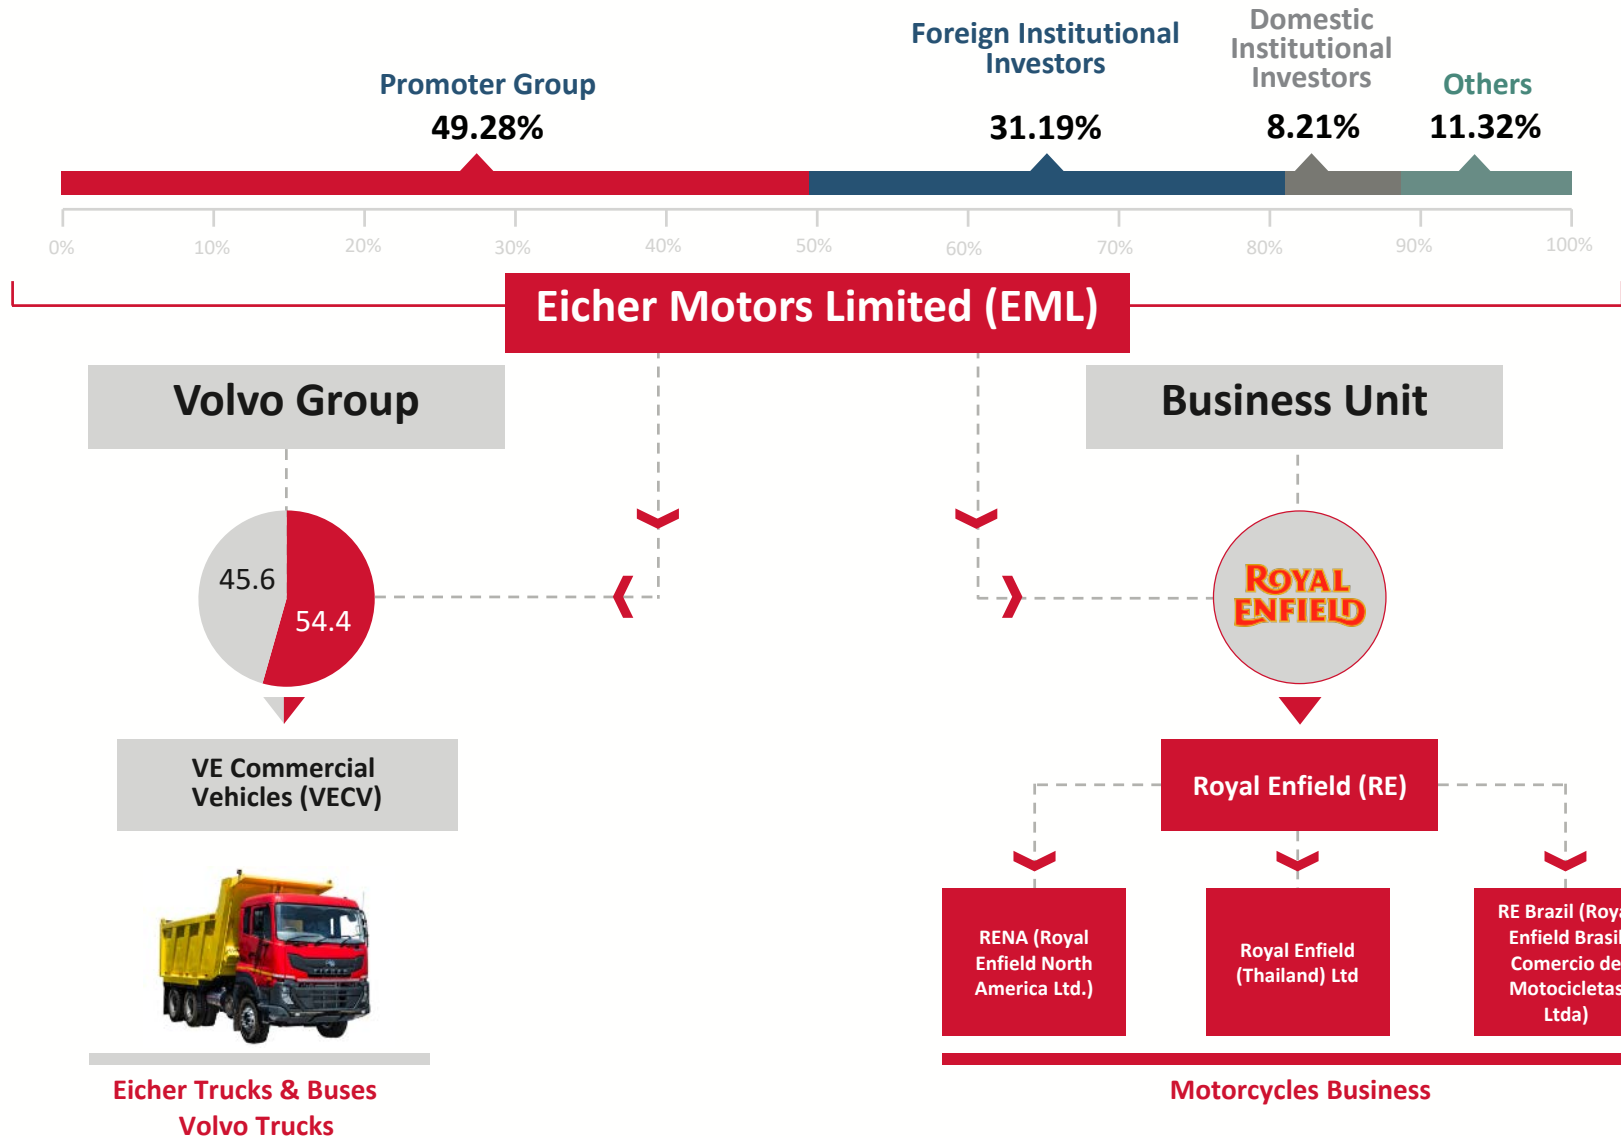 Promoter Group
49.28%
Foreign Institutional
Investors
31.19%
Domestic
Institutional
Investors
8.21%
Others
11.32%
0% 10% 20% 30% 40% 50% 60% 70% 80% 90% 100%
Eicher Motors Limited (EML)
Volvo Group
Business Unit
45.6
54.4
ROYAL
ENFIELD
VE Commercial
Vehicles (VECV)
Royal Enfield (RE)
EICHER
RENA (Royal
Enfield North
America Ltd.)
Royal Enfield
(Thailand) Ltd
RE Brazil (Roya
Enfield Brasil
Comercio de
Motocicletas
Ltda)
Eicher Trucks & Buses
Volvo Trucks
Motorcycles Business